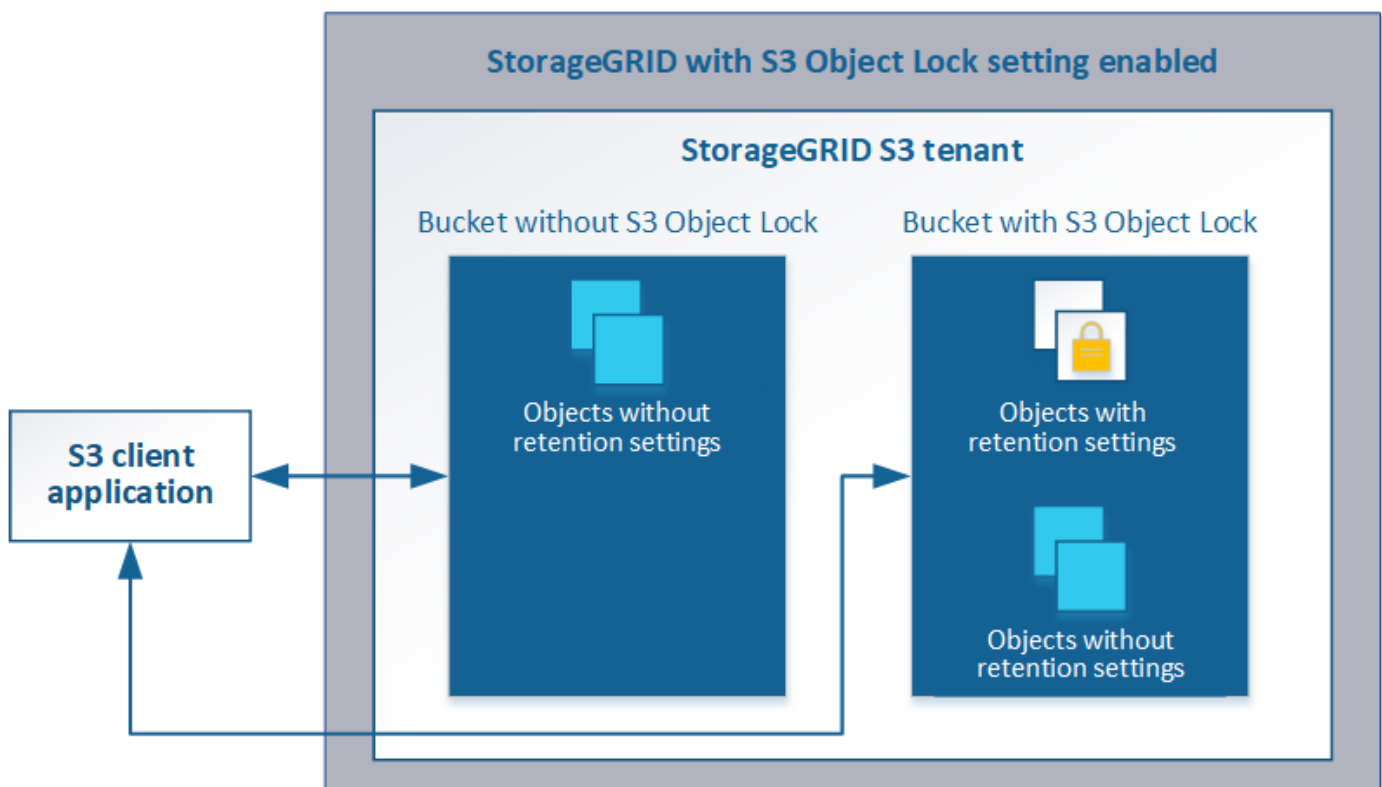 StorageGRID with S3 Object Lock setting enabled
StorageGRID S3 tenant
Bucket without S3 Object Lock
Bucket with S3 Object Lock
Objects without
retention settings
Objects with
retention settings
S3 client
application
Objects without
retention settings